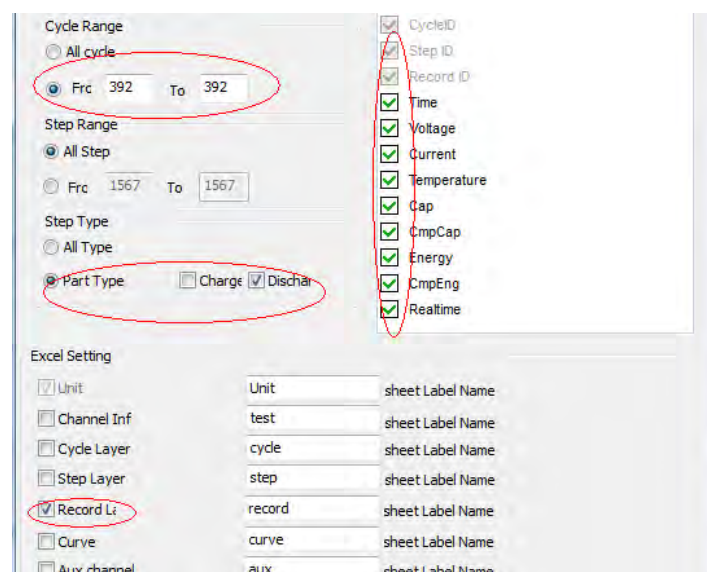 Cycle Range
All cycle
Frc 392 To 392
Step Range
All Step
Frc 1567 To 1567
Step Type
All Type
Part Type Charge Dischar
CycleID
Step ID
Record ID
Time
Voltage
Current
Temperature
Cap
CmpCap
Energy
CmpEng
Realtime
Excel Setting
Unit Unit sheet Label Name
Channel Inf test sheet Label Name
Cycle Layer cycle sheet Label Name
Step Layer step sheet Label Name
Record La record sheet Label Name
Curve curve sheet Label Name
Aux channel aux sheet Label Name